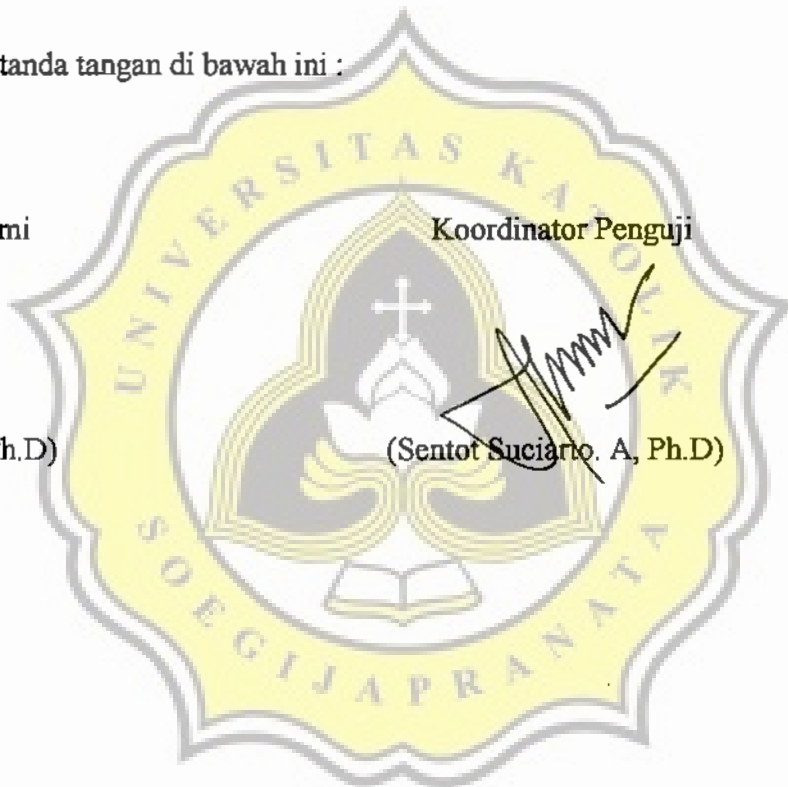 tanda tangan di bawah ini :
mi Koordinator Penguji
h.D) (Sentot Suciarto. A, Ph.D)
UNIVERSITAS KATOLIK
SOEGIJAPRANATA